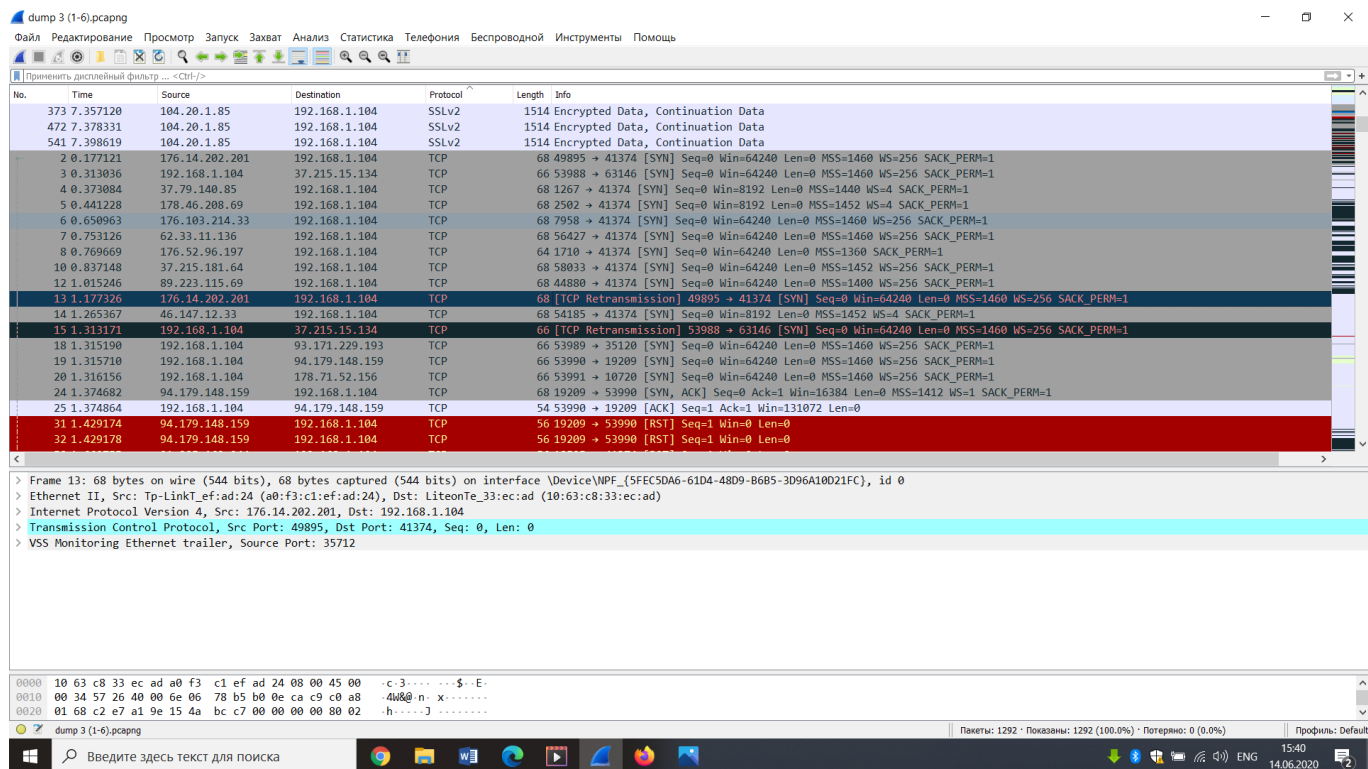 dump 3 (1-6).pcapng
Файл Редактирование Просмотр Запуск Захват Анализ Статистика Телефония Беспроводной Инструменты Помощь
Применить дисплейный фильтр ... <Ctrl-/>
No. Time Source Destination Protocol Length Info
373 7.357120 104.20.1.85 192.168.1.104 SSLv2 1514 Encrypted Data, Continuation Data
472 7.378331 104.20.1.85 192.168.1.104 SSLv2 1514 Encrypted Data, Continuation Data
541 7.398619 104.20.1.85 192.168.1.104 SSLv2 1514 Encrypted Data, Continuation Data
2 0.177121 176.14.202.201 192.168.1.104 TCP 68 49895 → 41374 [SYN] Seq=0 Win=64240 Len=0 MSS=1460 WS=256 SACK_PERM=1
3 0.313036 192.168.1.104 37.215.15.134 TCP 66 53988 → 63146 [SYN] Seq=0 Win=64240 Len=0 MSS=1460 WS=256 SACK_PERM=1
4 0.373084 37.79.140.85 192.168.1.104 TCP 68 1267 → 41374 [SYN] Seq=0 Win=8192 Len=0 MSS=1440 WS=4 SACK_PERM=1
5 0.441228 178.46.208.69 192.168.1.104 TCP 68 2502 → 41374 [SYN] Seq=0 Win=8192 Len=0 MSS=1452 WS=4 SACK_PERM=1
6 0.650963 176.103.214.33 192.168.1.104 TCP 68 7958 → 41374 [SYN] Seq=0 Win=64240 Len=0 MSS=1460 WS=256 SACK_PERM=1
7 0.753126 62.33.11.136 192.168.1.104 TCP 68 56427 → 41374 [SYN] Seq=0 Win=64240 Len=0 MSS=1460 WS=256 SACK_PERM=1
8 0.769669 176.52.96.197 192.168.1.104 TCP 64 1710 → 41374 [SYN] Seq=0 Win=64240 Len=0 MSS=1360 SACK_PERM=1
10 0.837148 37.215.181.64 192.168.1.104 TCP 68 58033 → 41374 [SYN] Seq=0 Win=64240 Len=0 MSS=1452 WS=256 SACK_PERM=1
12 1.015246 89.223.115.69 192.168.1.104 TCP 68 44880 → 41374 [SYN] Seq=0 Win=64240 Len=0 MSS=1400 WS=256 SACK_PERM=1
13 1.177326 176.14.202.201 192.168.1.104 TCP 68 [TCP Retransmission] 49895 → 41374 [SYN] Seq=0 Win=64240 Len=0 MSS=1460 WS=256 SACK_PERM=1
14 1.265367 46.147.12.33 192.168.1.104 TCP 68 54185 → 41374 [SYN] Seq=0 Win=8192 Len=0 MSS=1452 WS=4 SACK_PERM=1
15 1.313171 192.168.1.104 37.215.15.134 TCP 66 [TCP Retransmission] 53988 → 63146 [SYN] Seq=0 Win=64240 Len=0 MSS=1460 WS=256 SACK_PERM=1
18 1.315190 192.168.1.104 93.171.229.193 TCP 66 53989 → 35120 [SYN] Seq=0 Win=64240 Len=0 MSS=1460 WS=256 SACK_PERM=1
19 1.315710 192.168.1.104 94.179.148.159 TCP 66 53990 → 19209 [SYN] Seq=0 Win=64240 Len=0 MSS=1460 WS=256 SACK_PERM=1
20 1.316156 192.168.1.104 178.71.52.156 TCP 66 53991 → 10720 [SYN] Seq=0 Win=64240 Len=0 MSS=1460 WS=256 SACK_PERM=1
24 1.374682 94.179.148.159 192.168.1.104 TCP 68 19209 → 53990 [SYN, ACK] Seq=0 Ack=1 Win=16384 Len=0 MSS=1412 WS=1 SACK_PERM=1
25 1.374864 192.168.1.104 94.179.148.159 TCP 54 53990 → 19209 [ACK] Seq=1 Ack=1 Win=131072 Len=0
31 1.429174 94.179.148.159 192.168.1.104 TCP 56 19209 → 53990 [RST] Seq=1 Win=0 Len=0
32 1.429178 94.179.148.159 192.168.1.104 TCP 56 19209 → 53990 [RST] Seq=1 Win=0 Len=0
> Frame 13: 68 bytes on wire (544 bits), 68 bytes captured (544 bits) on interface \Device\NPF_{5FEC5DA6-61D4-48D9-B6B5-3D96A10D21FC}, id 0
> Ethernet II, Src: Tp-LinkT_ef:ad:24 (a0:f3:c1:ef:ad:24), Dst: LiteonTe_33:ec:ad (10:63:c8:33:ec:ad)
> Internet Protocol Version 4, Src: 176.14.202.201, Dst: 192.168.1.104
> Transmission Control Protocol, Src Port: 49895, Dst Port: 41374, Seq: 0, Len: 0
> VSS Monitoring Ethernet trailer, Source Port: 35712
0000 10 63 c8 33 ec ad a0 f3 c1 ef ad 24 08 00 45 00 ·c·3···· ···$··E·
0010 00 34 57 26 40 00 6e 06 78 b5 b0 0e ca c9 c0 a8 ·4W&@·n· x·······
0020 01 68 c2 e7 a1 9e 15 4a bc c7 00 00 00 00 80 02 ·h·····J ········
dump 3 (1-6).pcapng Пакеты: 1292 · Показаны: 1292 (100.0%) · Потеряно: 0 (0.0%) Профиль: Default
Введите здесь текст для поиска ENG 15:40
14.06.2020 2